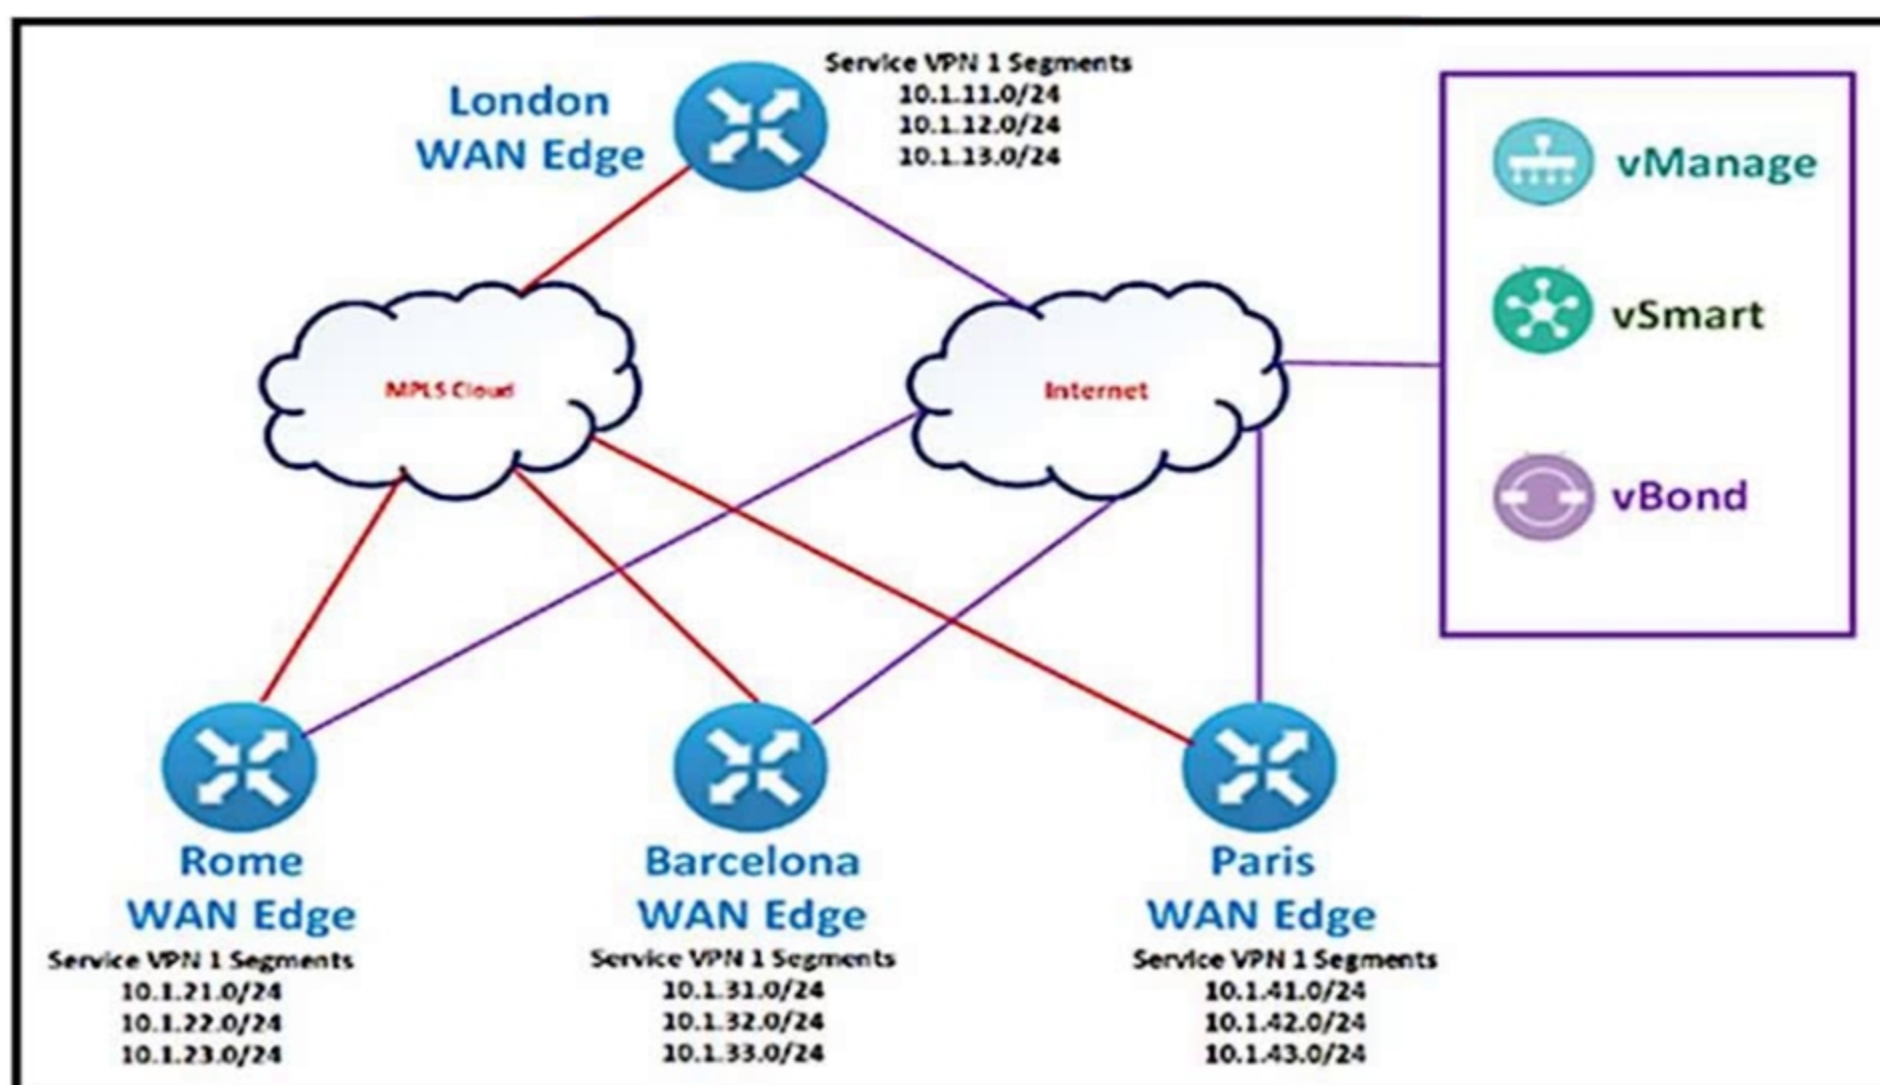 London
WAN Edge
Service VPN 1 Segments
10.1.11.0/24
10.1.12.0/24
10.1.13.0/24
vManage
vSmart
vBond
MPLS Cloud
Internet
Rome
WAN Edge
Service VPN 1 Segments
10.1.21.0/24
10.1.22.0/24
10.1.23.0/24
Barcelona
WAN Edge
Service VPN 1 Segments
10.1.31.0/24
10.1.32.0/24
10.1.33.0/24
Paris
WAN Edge
Service VPN 1 Segments
10.1.41.0/24
10.1.42.0/24
10.1.43.0/24